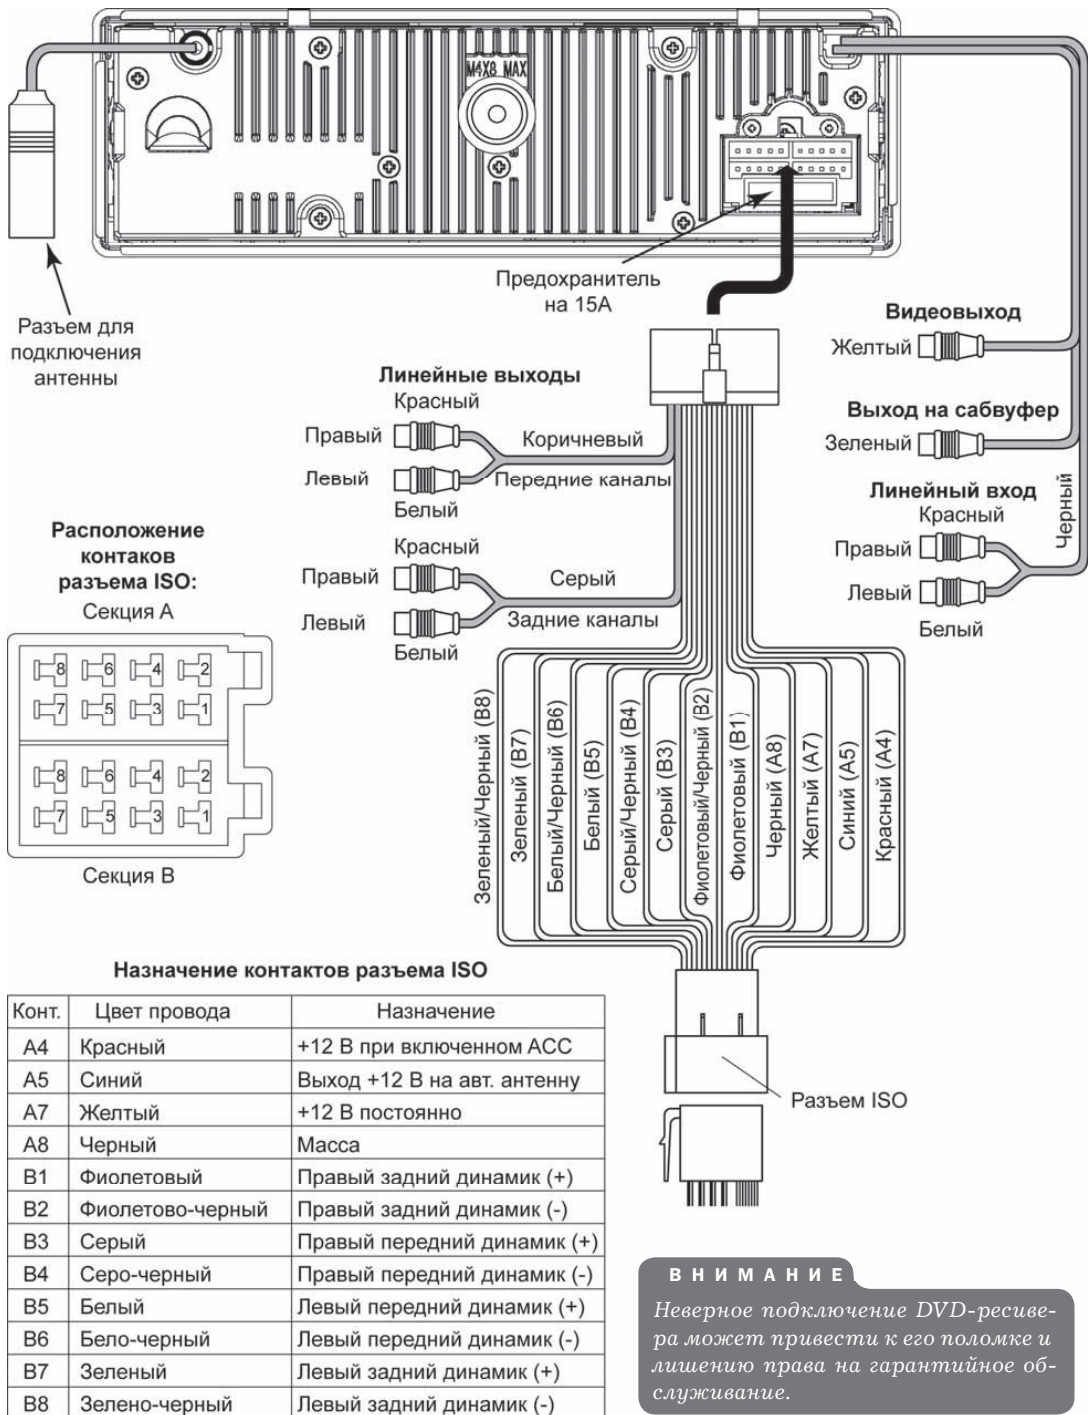 M4X8 MAX
Предохранитель
на 15А
Разъем для
подключения
антенны
Видеовыход
Желтый
Выход на сабвуфер
Зеленый
Линейный вход
Красный
Правый
Левый
Белый
Черный
Линейные выходы
Красный
Правый
Коричневый
Левый
Передние каналы
Белый
Красный
Правый
Серый
Левый
Задние каналы
Белый
Расположение
контаков
разъема ISO:
Секция А
8 6 4 2
7 5 3 1
8 6 4 2
7 5 3 1
Секция В
Зеленый/Черный (B8)
Зеленый (B7)
Белый/Черный (B6)
Белый (B5)
Серый/Черный (B4)
Серый (B3)
Фиолетовый/Черный (B2)
Фиолетовый (B1)
Черный (A8)
Желтый (A7)
Синий (A5)
Красный (A4)
Разъем ISO
Назначение контактов разъема ISO
Конт. Цвет провода Назначение
A4 Красный +12 В при включенном ACC
A5 Синий Выход +12 В на авт. антенну
A7 Желтый +12 В постоянно
A8 Черный Масса
B1 Фиолетовый Правый задний динамик (+)
B2 Фиолетово-черный Правый задний динамик (-)
B3 Серый Правый передний динамик (+)
B4 Серо-черный Правый передний динамик (-)
B5 Белый Левый передний динамик (+)
B6 Бело-черный Левый передний динамик (-)
B7 Зеленый Левый задний динамик (+)
B8 Зелено-черный Левый задний динамик (-)
ВНИМАНИЕ
Неверное подключение DVD-ресиве-
ра может привести к его поломке и
лишению права на гарантийное об-
служивание.